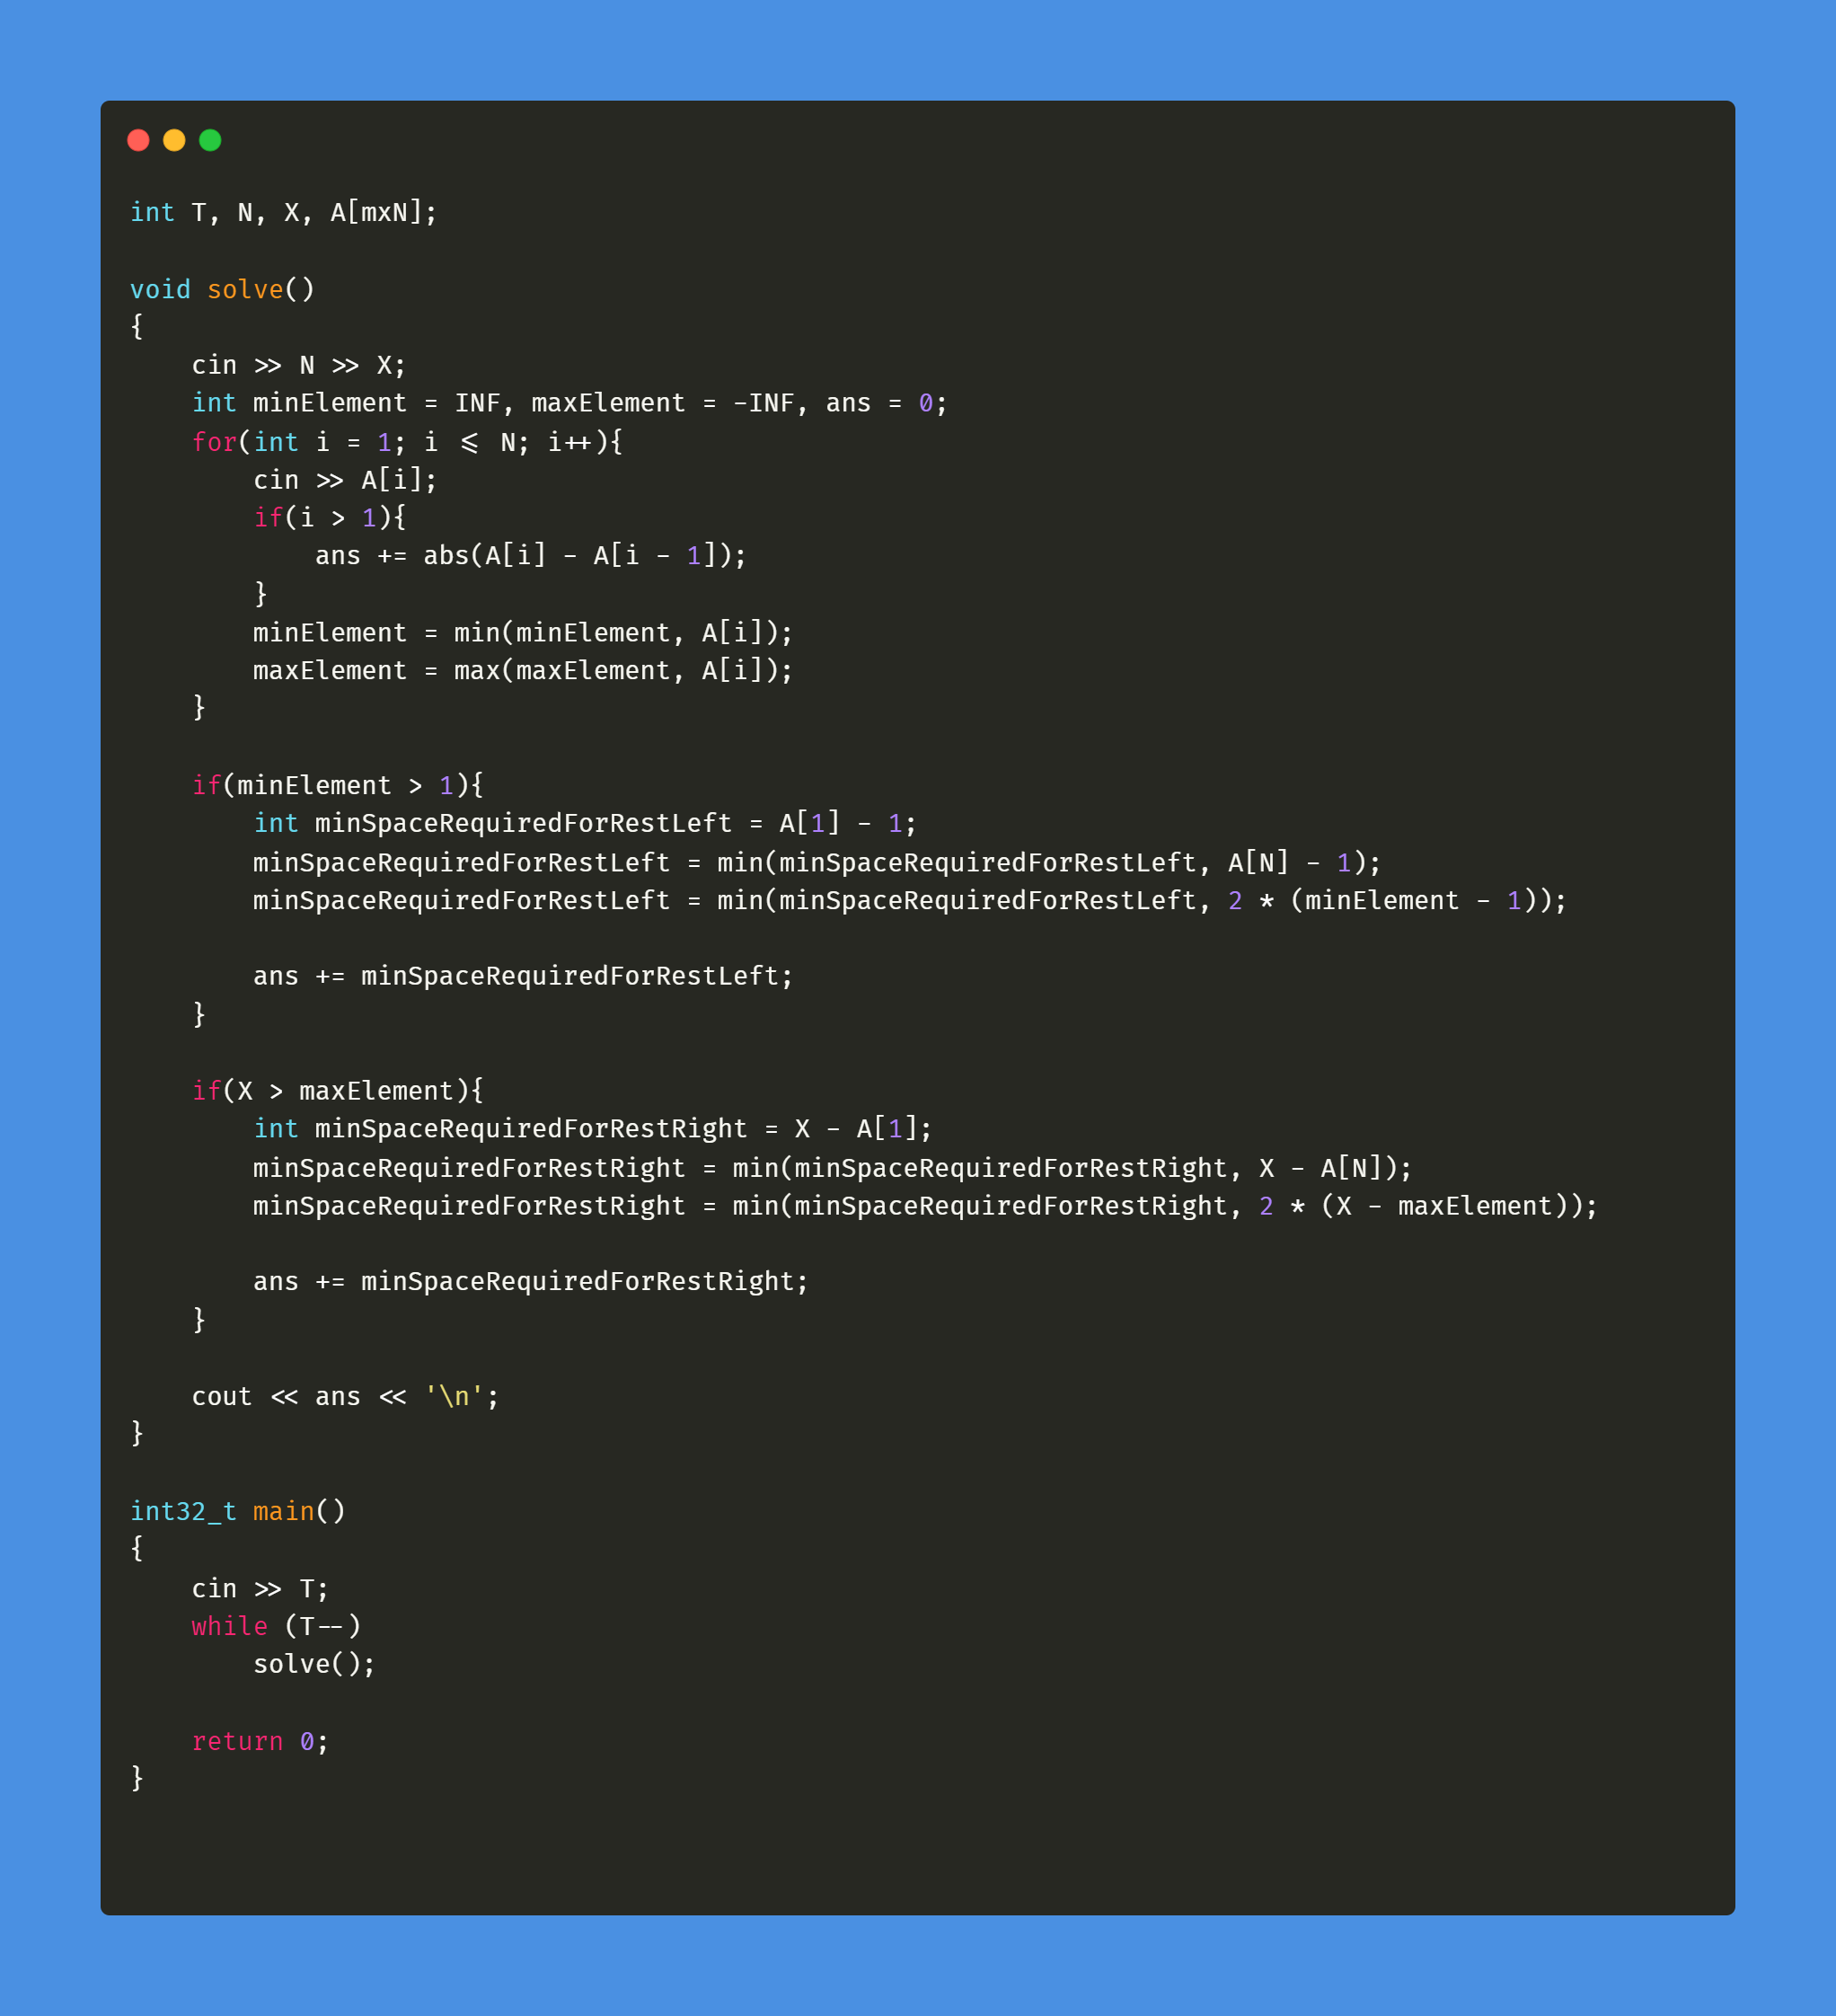 int T, N, X, A[mxN];

void solve()
{
    cin >> N >> X;
    int minElement = INF, maxElement = -INF, ans = 0;
    for(int i = 1; i <= N; i++){
        cin >> A[i];
        if(i > 1){
            ans += abs(A[i] - A[i - 1]);
        }
        minElement = min(minElement, A[i]);
        maxElement = max(maxElement, A[i]);
    }

    if(minElement > 1){
        int minSpaceRequiredForRestLeft = A[1] - 1;
        minSpaceRequiredForRestLeft = min(minSpaceRequiredForRestLeft, A[N] - 1);
        minSpaceRequiredForRestLeft = min(minSpaceRequiredForRestLeft, 2 * (minElement - 1));

        ans += minSpaceRequiredForRestLeft;
    }

    if(X > maxElement){
        int minSpaceRequiredForRestRight = X - A[1];
        minSpaceRequiredForRestRight = min(minSpaceRequiredForRestRight, X - A[N]);
        minSpaceRequiredForRestRight = min(minSpaceRequiredForRestRight, 2 * (X - maxElement));

        ans += minSpaceRequiredForRestRight;
    }

    cout << ans << '\n';
}

int32_t main()
{
    cin >> T;
    while (T--)
        solve();

    return 0;
}